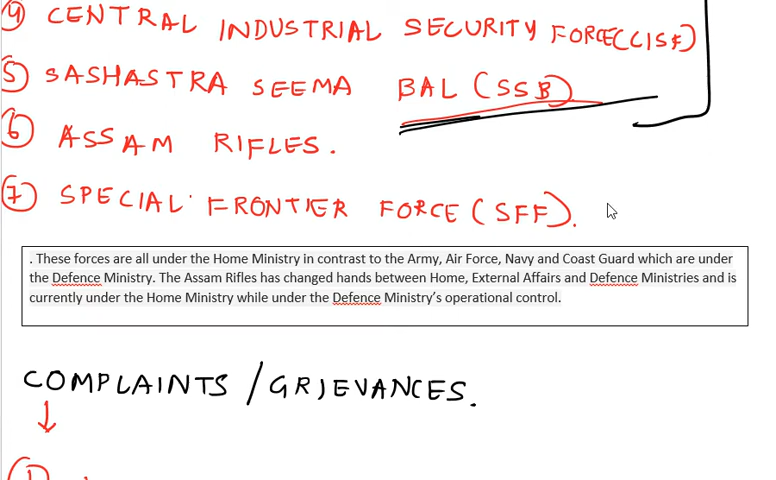 4 CENTRAL INDUSTRIAL SECURITY FORCE(CISF)
5 SASHASTRA SEEMA BAL (SSB)
6 ASSAM RIFLES.
7 SPECIAL FRONTIER FORCE (SFF).
. These forces are all under the Home Ministry in contrast to the Army, Air Force, Navy and Coast Guard which are under
the Defence Ministry. The Assam Rifles has changed hands between Home, External Affairs and Defence Ministries and is
currently under the Home Ministry while under the Defence Ministry's operational control.
COMPLAINTS / GRIEVANCES.
1